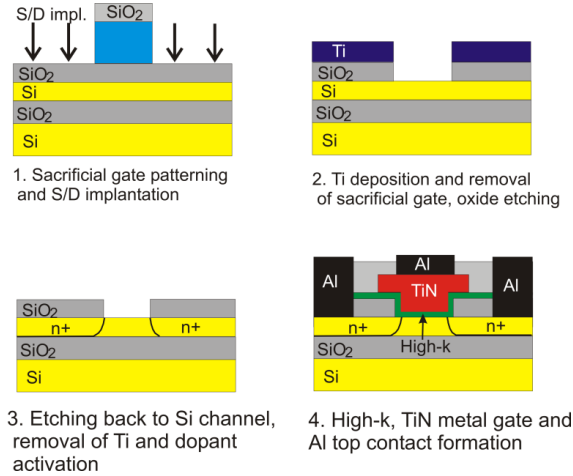 S/D impl.
SiO2
SiO2
Si
SiO2
Si
1. Sacrificial gate patterning
and S/D implantation
Ti
SiO2
Si
SiO2
Si
2. Ti deposition and removal
of sacrificial gate, oxide etching
SiO2
n+ n+
SiO2
Si
3. Etching back to Si channel,
removal of Ti and dopant
activation
Al
Al TiN Al
n+ n+
SiO2 High-k
Si
4. High-k, TiN metal gate and
Al top contact formation